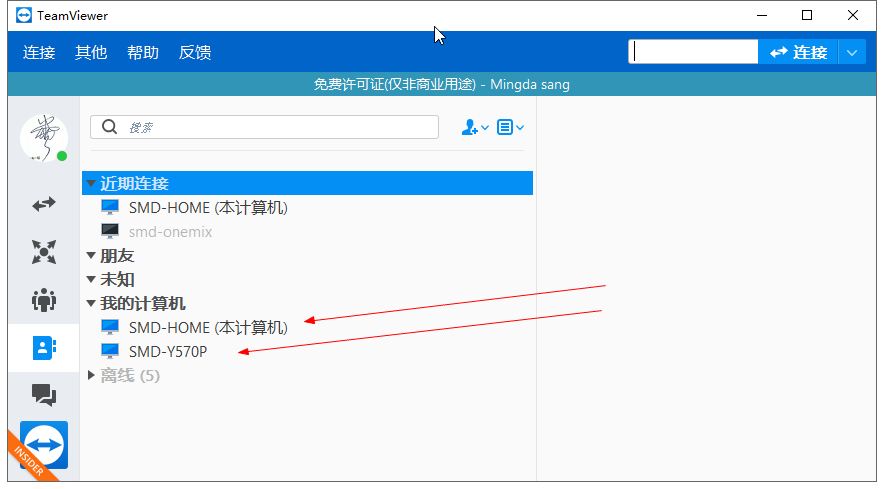 TeamViewer
连接 其他 帮助 反馈
连接
免费许可证(仅非商业用途) - Mingda sang
搜索
近期连接
SMD-HOME (本计算机)
smd-onemix
朋友
未知
我的计算机
SMD-HOME (本计算机)
SMD-Y570P
离线 (5)
INSIDER